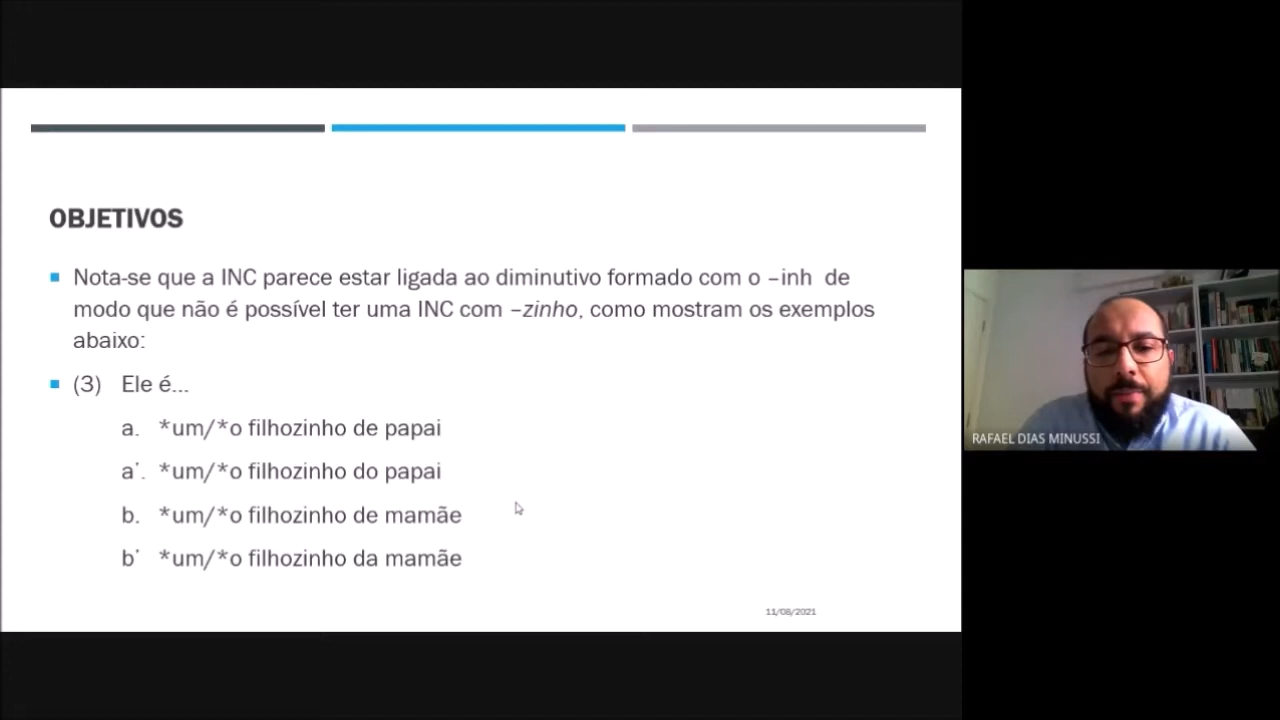 OBJETIVOS
Nota-se que a INC parece estar ligada ao diminutivo formado com o –inh de
modo que não é possível ter uma INC com –zinho, como mostram os exemplos
abaixo:
(3) Ele é...
a. *um/*o filhozinho de papai
a'. *um/*o filhozinho do papai
b. *um/*o filhozinho de mamãe
b' *um/*o filhozinho da mamãe
11/08/2021
RAFAEL DIAS MINUSSI